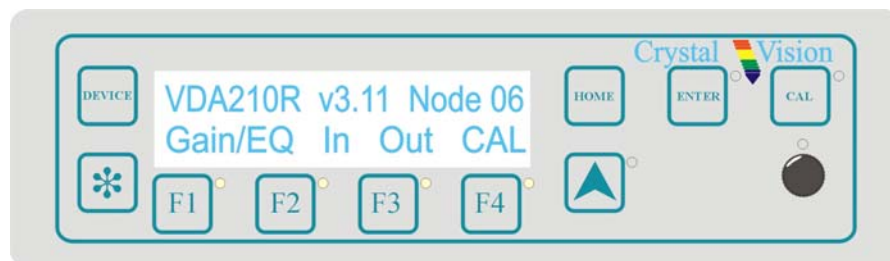 Crystal Vision
DEVICE
VDA210R v3.11 Node 06
Gain/EQ In Out CAL
HOME
ENTER
CAL
F1
F2
F3
F4